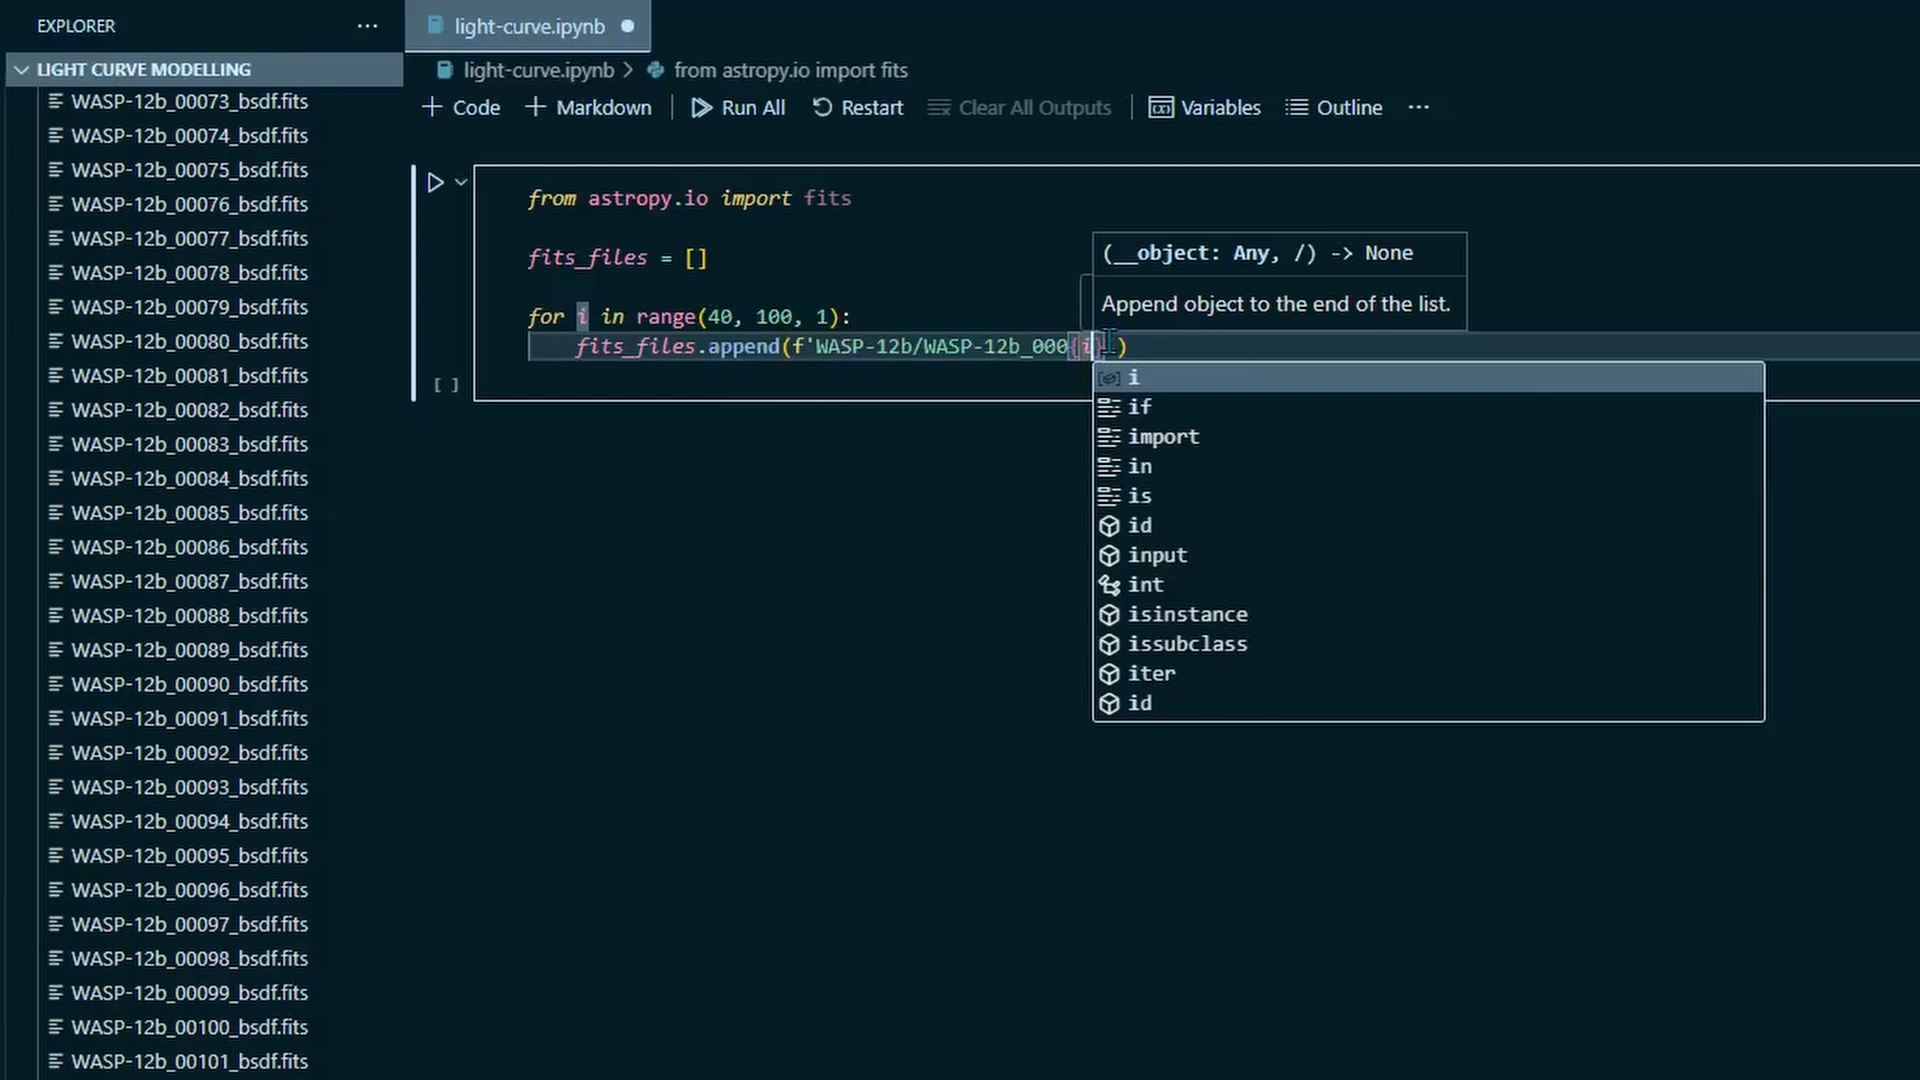 EXPLORER
LIGHT CURVE MODELLING
WASP-12b_00073_bsdf.fits
WASP-12b_00074_bsdf.fits
WASP-12b_00075_bsdf.fits
WASP-12b_00076_bsdf.fits
WASP-12b_00077_bsdf.fits
WASP-12b_00078_bsdf.fits
WASP-12b_00079_bsdf.fits
WASP-12b_00080_bsdf.fits
WASP-12b_00081_bsdf.fits
WASP-12b_00082_bsdf.fits
WASP-12b_00083_bsdf.fits
WASP-12b_00084_bsdf.fits
WASP-12b_00085_bsdf.fits
WASP-12b_00086_bsdf.fits
WASP-12b_00087_bsdf.fits
WASP-12b_00088_bsdf.fits
WASP-12b_00089_bsdf.fits
WASP-12b_00090_bsdf.fits
WASP-12b_00091_bsdf.fits
WASP-12b_00092_bsdf.fits
WASP-12b_00093_bsdf.fits
WASP-12b_00094_bsdf.fits
WASP-12b_00095_bsdf.fits
WASP-12b_00096_bsdf.fits
WASP-12b_00097_bsdf.fits
WASP-12b_00098_bsdf.fits
WASP-12b_00099_bsdf.fits
WASP-12b_00100_bsdf.fits
WASP-12b_00101_bsdf.fits
light-curve.ipynb
light-curve.ipynb > from astropy.io import fits
+ Code + Markdown Run All Restart Clear All Outputs Variables Outline ...
from astropy.io import fits
fits_files = []
for i in range(40, 100, 1):
fits_files.append(f'WASP-12b/WASP-12b_000{i}')
[ ]
(__object: Any, /) -> None
Append object to the end of the list.
i
if
import
in
is
id
input
int
isinstance
issubclass
iter
id